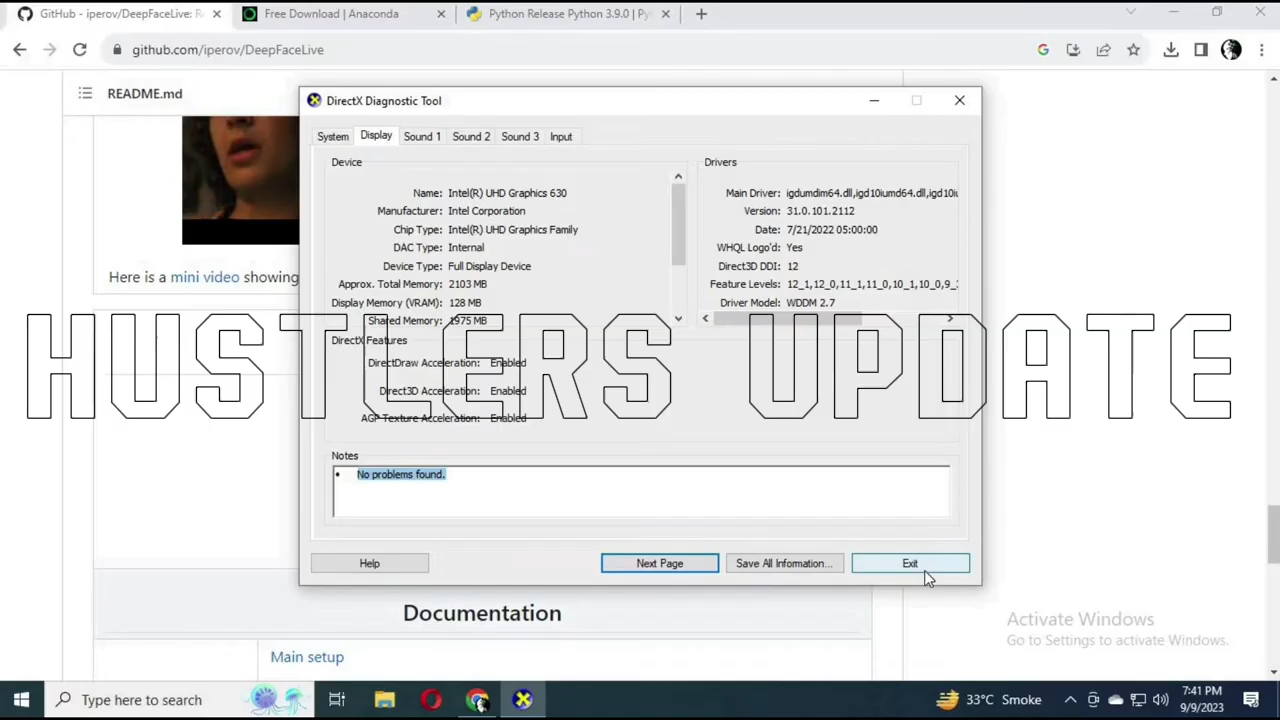 GitHub - iperov/DeepFaceLive: Re
Free Download | Anaconda
Python Release Python 3.9.0 | Py
github.com/iperov/DeepFaceLive
README.md
Here is a mini video showing
DirectX Diagnostic Tool
System
Display
Sound 1
Sound 2
Sound 3
Input
Device
Name: Intel(R) UHD Graphics 630
Manufacturer: Intel Corporation
Chip Type: Intel(R) UHD Graphics Family
DAC Type: Internal
Device Type: Full Display Device
Approx. Total Memory: 2103 MB
Display Memory (VRAM): 128 MB
Shared Memory: 1975 MB
Drivers
Main Driver: igdumdim64.dll,igd10iumd64.dll,igd10iu
Version: 31.0.101.2112
Date: 7/21/2022 05:00:00
WHQL Logo'd: Yes
Direct3D DDI: 12
Feature Levels: 12_1,12_0,11_1,11_0,10_1,10_0,9_
Driver Model: WDDM 2.7
DirectX Features
DirectDraw Acceleration: Enabled
Direct3D Acceleration: Enabled
AGP Texture Acceleration: Enabled
HUSTLERS UPDATE
Notes
• No problems found.
Help
Next Page
Save All Information...
Exit
Documentation
Main setup
Activate Windows
Go to Settings to activate Windows.
Type here to search
33°C Smoke
7:41 PM
9/9/2023